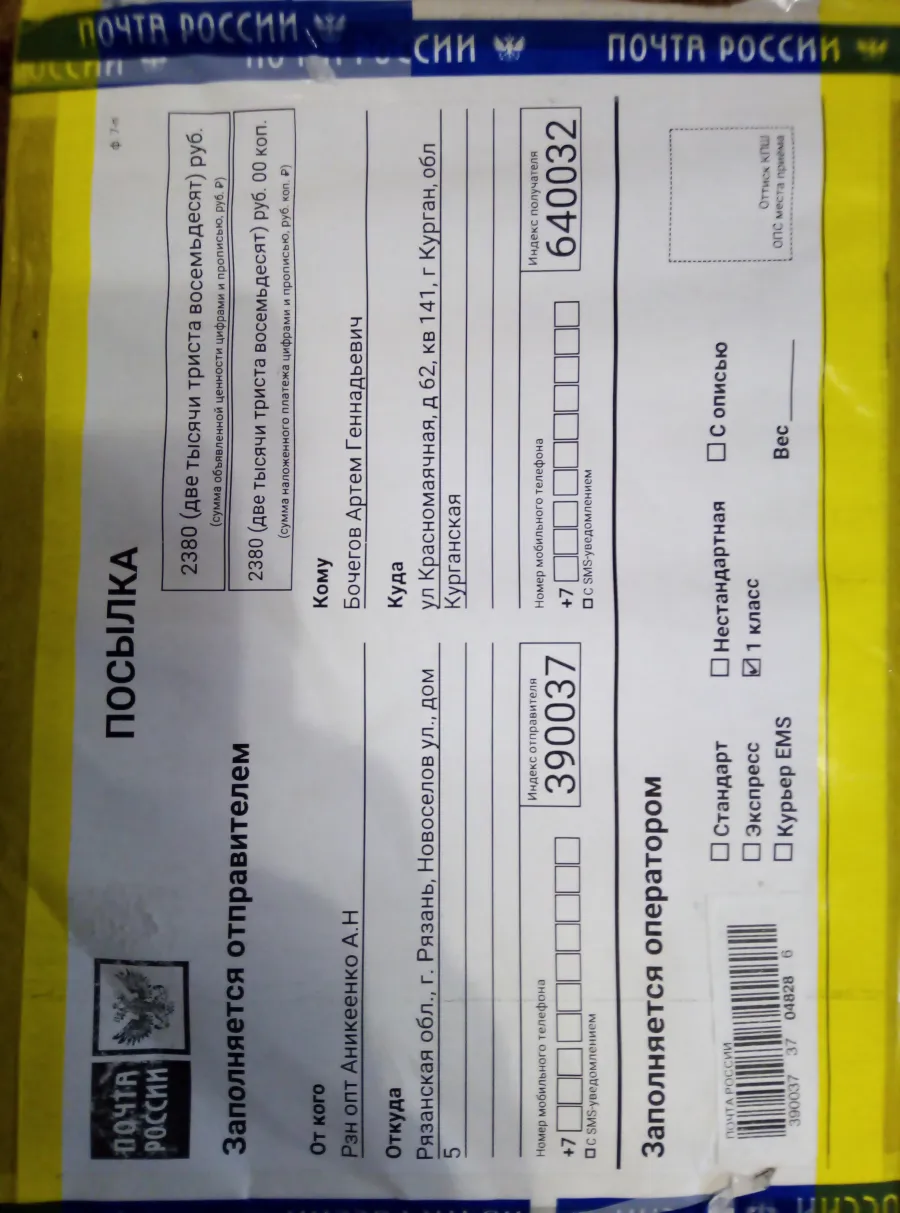 ПОЧТА РОССИИ
ССИИ
ПОЧТА РОССИИ
РОССИИ
ПОЧТА РОССИИ
ф. 7-п
ПОСЫЛКА
Заполняется отправителем
2380 (две тысячи триста восемьдесят) руб.
(сумма объявленной ценности цифрами и прописью, руб. ₽)
2380 (две тысячи триста восемьдесят) руб. 00 коп.
(сумма наложенного платежа цифрами и прописью, руб. коп. ₽)
От кого
Рзн опт Аникеенко А.Н
Откуда
Рязанская обл., г. Рязань, Новоселов ул., дом
5
Номер мобильного телефона
+7
С SMS-уведомлением
Индекс отправителя
390037
Кому
Бочегов Артем Геннадьевич
Куда
ул Красномаячная, д 62, кв 141, г Курган, обл
Курганская
Номер мобильного телефона
+7
С SMS-уведомлением
Индекс получателя
640032
Заполняется оператором
ПОЧТА РОССИИ
390037 37 04828 6
Стандарт
Экспресс
Курьер EMS
Нестандартная
1 класс
С описью
Вес
Оттиск КПШ
ОПС места приёма